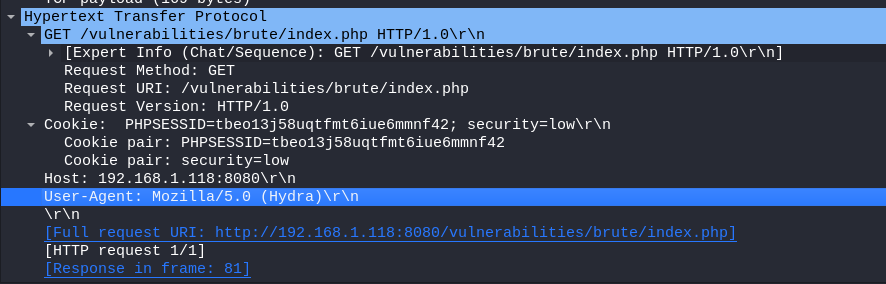 TCP payload (169 bytes)
Hypertext Transfer Protocol
GET /vulnerabilities/brute/index.php HTTP/1.0\r\n
[Expert Info (Chat/Sequence): GET /vulnerabilities/brute/index.php HTTP/1.0\r\n]
Request Method: GET
Request URI: /vulnerabilities/brute/index.php
Request Version: HTTP/1.0
Cookie:  PHPSESSID=tbeo13j58uqtfmt6iue6mmnf42; security=low\r\n
Cookie pair: PHPSESSID=tbeo13j58uqtfmt6iue6mmnf42
Cookie pair: security=low
Host: 192.168.1.118:8080\r\n
User-Agent: Mozilla/5.0 (Hydra)\r\n
\r\n
[Full request URI: http://192.168.1.118:8080/vulnerabilities/brute/index.php]
[HTTP request 1/1]
[Response in frame: 81]